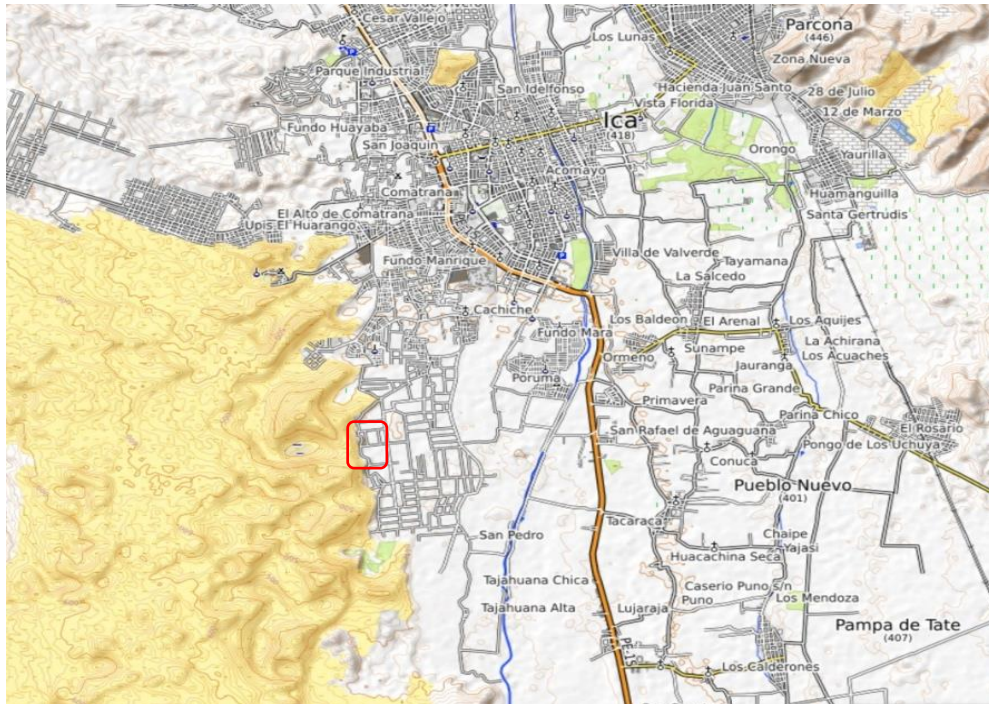 Cesar Vallejo
Los Lunas
Parcona
(446)
Zona Nueva
Parque Industrial
San Ildefonso
Hacienda Juan Santo
28 de Julio
Vista Florida
12 de Marzo
Ica
(418)
Fundo Huayaba
San Joaquin
Orongo
Yaurilla
Acomayo
Comatrana
Huamanguilla
El Alto de Comatrana
Santa Gertrudis
Upis El Huarango
Villa de Valverde
Fundo Manrique
Tayamana
La Salcedo
Cachiche
Los Baldeon
El Arenal
Los Aquijes
Fundo Mara
La Achirana
Sunampe
Los Acuaches
Ormeno
Jauranga
Poruma
Parina Grande
Primavera
Parina Chico
San Rafael de Aguaguana
El Rosario
Pongo de Los Uchuya
Conuca
Pueblo Nuevo
(401)
Tacaraca
San Pedro
Chaipe
Yajasi
Huacachina Seca
Tajahuana Chica
Caserio Puno s/n
Puno
Los Mendoza
Tajahuana Alta
Lujaraja
Pampa de Tate
(407)
PE-1S
Los Calderones